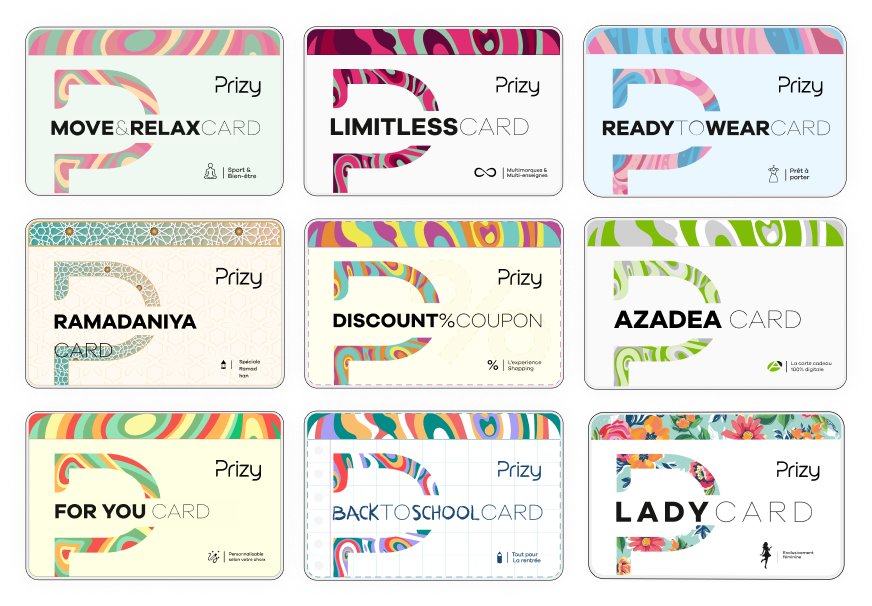 Prizy
MOVE&RELAXCARD
Sport &
Bien-être
Prizy
LIMITLESSCARD
Multimarques &
Multi-enseignes
Prizy
READYTOWEARCARD
Prêt à
porter
Prizy
RAMADANIYA
CARD
Spéciale
Ramad
han
Prizy
DISCOUNT%COUPON
%
L'experience
Shopping
Prizy
AZADEA CARD
La carte cadeau
100% digitale
Prizy
FOR YOU CARD
Personnalisable
selon votre choix
Prizy
BACKTOSCHOOLCARD
Tout pour
La rentrée
Prizy
LADYCARD
Exclusivement
féminine